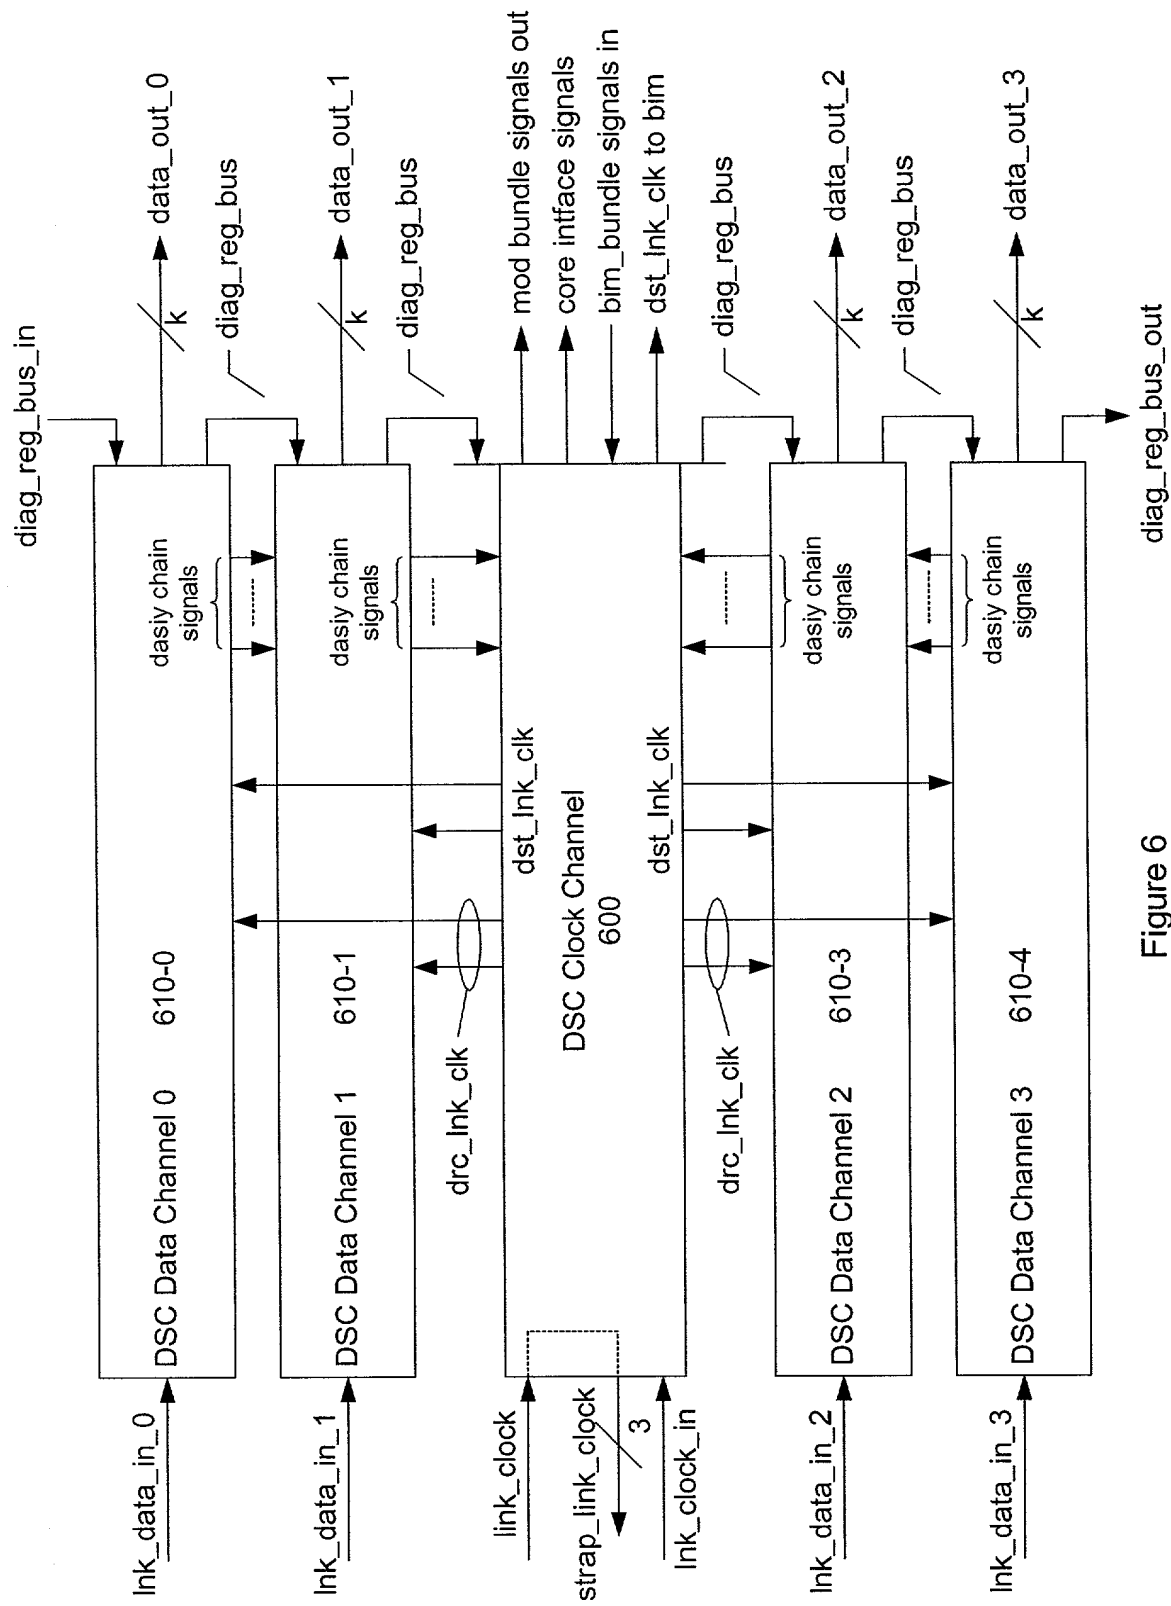 diag_reg_bus_in
lnk_data_in_0
DSC Data Channel 0
610-0
dasiy chain
signals
data_out_0
k
diag_reg_bus
lnk_data_in_1
DSC Data Channel 1
610-1
dasiy chain
signals
data_out_1
k
diag_reg_bus
drc_lnk_clk
dst_lnk_clk
link_clock
strap_link_clock
3
lnk_clock_in
DSC Clock Channel
600
mod bundle signals out
core intface signals
bim_bundle signals in
dst_lnk_clk to bim
dst_lnk_clk
drc_lnk_clk
diag_reg_bus
lnk_data_in_2
DSC Data Channel 2
610-3
dasiy chain
signals
data_out_2
k
diag_reg_bus
lnk_data_in_3
DSC Data Channel 3
610-4
dasiy chain
signals
data_out_3
k
diag_reg_bus_out
Figure 6